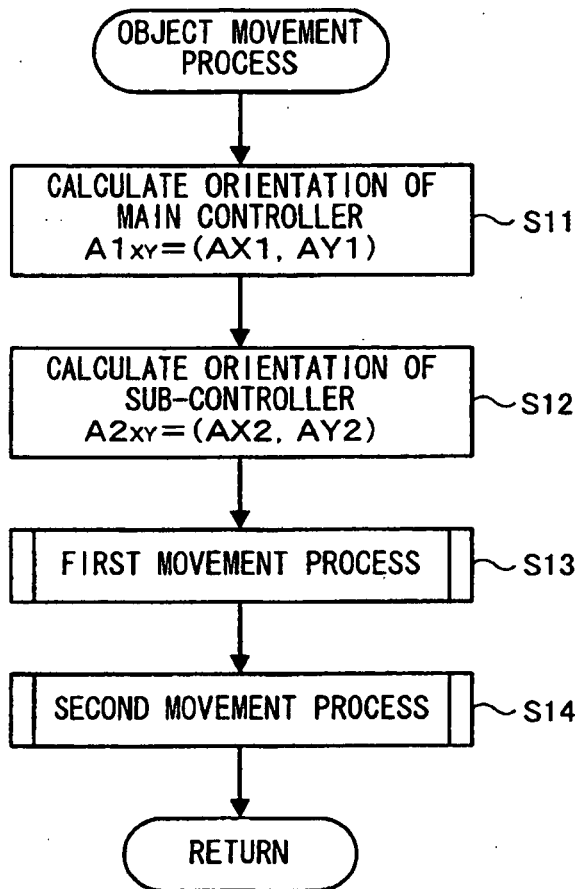 OBJECT MOVEMENT
PROCESS
CALCULATE ORIENTATION OF
MAIN CONTROLLER
A1XY=(AX1, AY1)
S11
CALCULATE ORIENTATION OF
SUB-CONTROLLER
A2XY=(AX2, AY2)
S12
FIRST MOVEMENT PROCESS
S13
SECOND MOVEMENT PROCESS
S14
RETURN